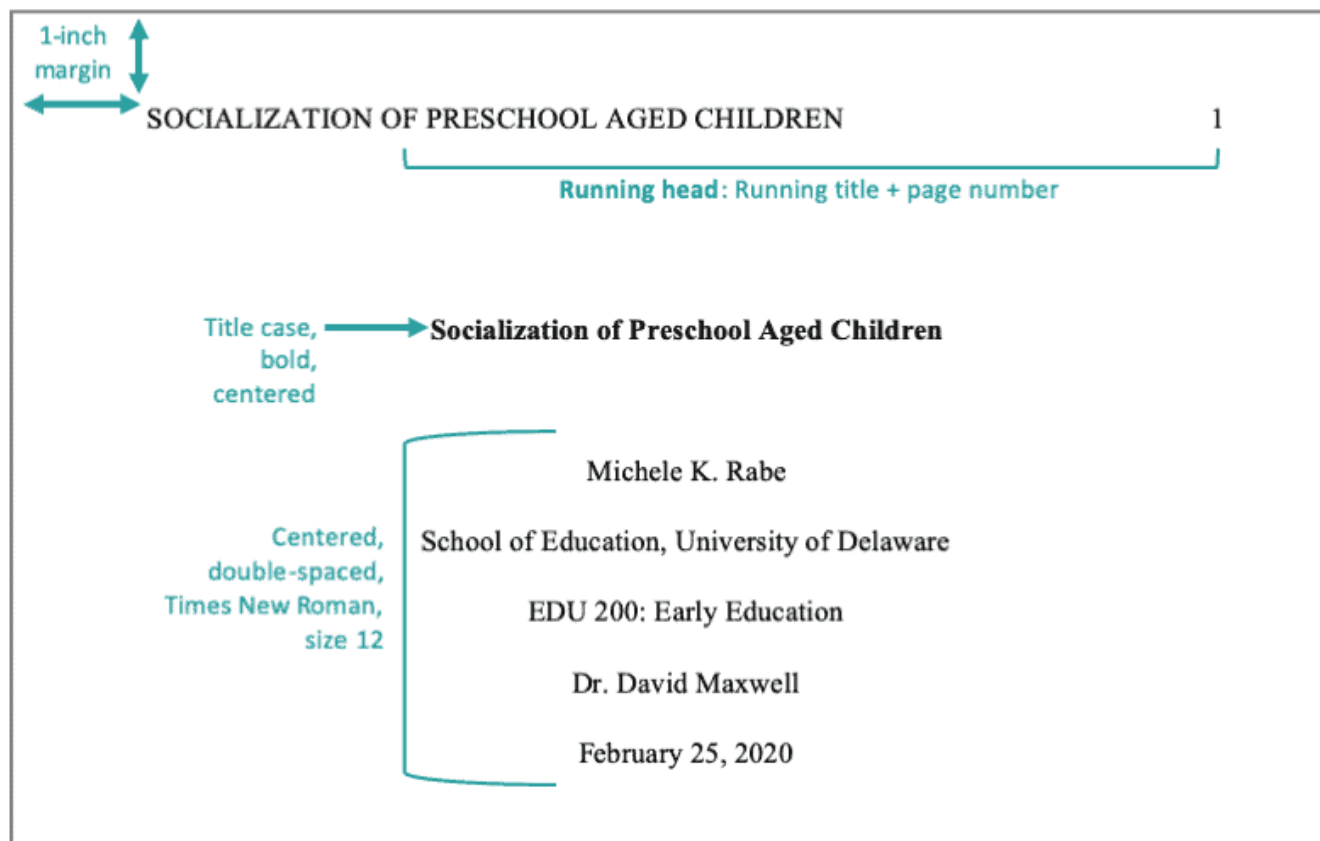 1-inch
margin
SOCIALIZATION OF PRESCHOOL AGED CHILDREN 1
Running head: Running title + page number
Title case,
bold,
centered
Socialization of Preschool Aged Children
Michele K. Rabe
Centered,
double-spaced,
Times New Roman,
size 12
School of Education, University of Delaware
EDU 200: Early Education
Dr. David Maxwell
February 25, 2020